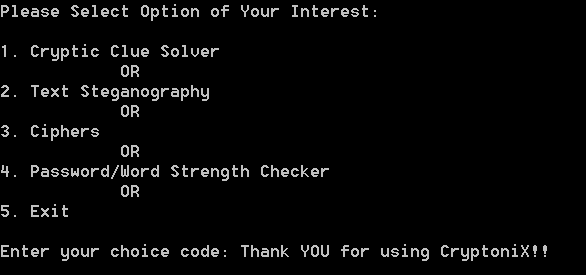 Please Select Option of Your Interest:
1. Cryptic Clue Solver
OR
2. Text Steganography
OR
3. Ciphers
OR
4. Password/Word Strength Checker
OR
5. Exit
Enter your choice code: Thank YOU for using CryptoniX!!